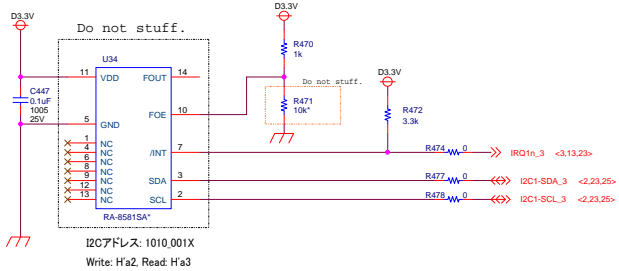 D3.3V
Do not stuff.
D3.3V
U34
R470
1k
C447
0.1uF
1005
25V
11 VDD
FOUT 14
Do not stuff.
D3.3V
FOE 10
R471
10k*
R472
3.3k
5 GND
1 NC
4 NC
6 NC
8 NC
9 NC
12 NC
13 NC
/INT 7
R474 0
IRQ1n_3 <3,13,23>
SDA 3
R477 0
I2C1-SDA_3 <2,23,25>
SCL 2
R478 0
I2C1-SCL_3 <2,23,25>
RA-8581SA*
I2Cアドレス: 1010_001X
Write: H'a2, Read: H'a3